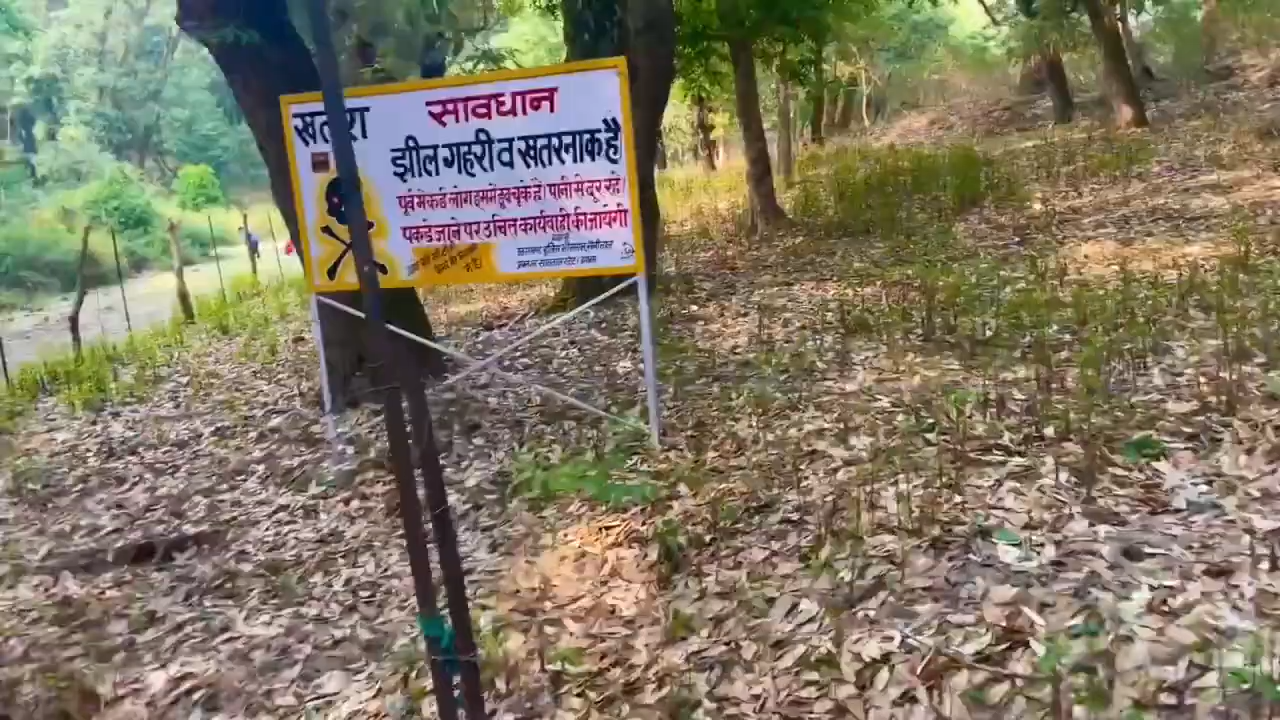 खतरा
सावधान
झील गहरी व खतरनाक है
पूर्व में कई लोग इसमें डूब चुके हैं। पानी से दूर रहें।
पकडे जाने पर उचित कार्यवाही की जायेगी